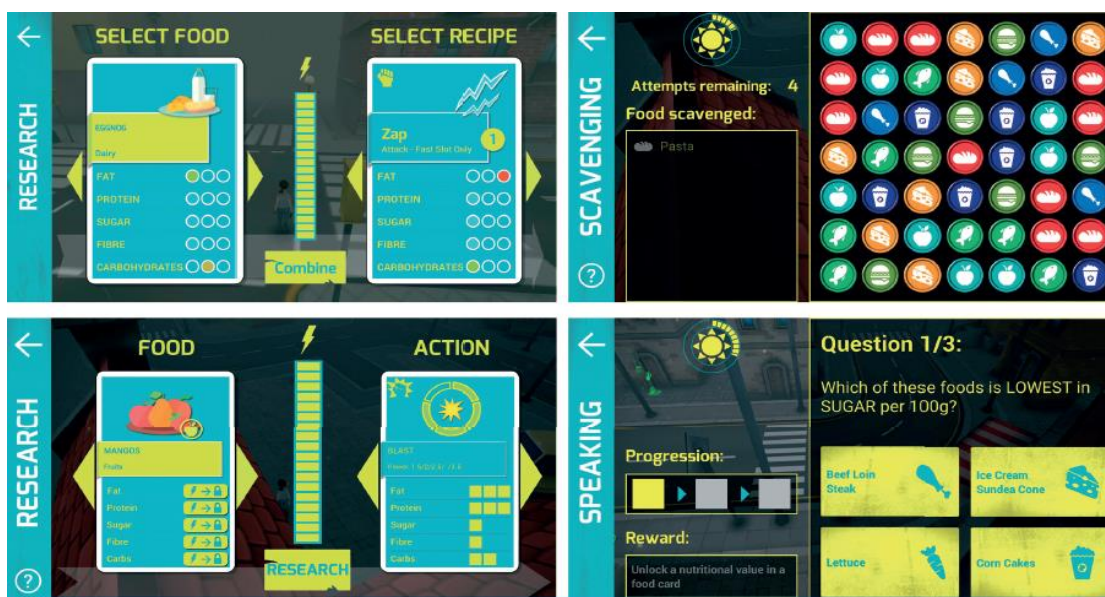 RESEARCH
SELECT FOOD
SELECT RECIPE
EGGNOG
Dairy
FAT
PROTEIN
SUGAR
FIBRE
CARBOHYDRATES
Combine
Zap
Attack - Fast Slot Only
1
FAT
PROTEIN
SUGAR
FIBRE
CARBOHYDRATES
SCAVENGING
?
Attempts remaining: 4
Food scavenged:
Pasta
RESEARCH
?
FOOD
ACTION
MANGOS
Fruits
Fat
Protein
Sugar
Fibre
Carbs
RESEARCH
BLAST
Fat
Protein
Sugar
Fibre
Carbs
SPEAKING
Progression:
Reward:
Unlock a nutritional value in a
food card
Question 1/3:
Which of these foods is LOWEST in
SUGAR per 100g?
Beef Loin
Steak
Ice Cream
Sundea Cone
Lettuce
Corn Cakes